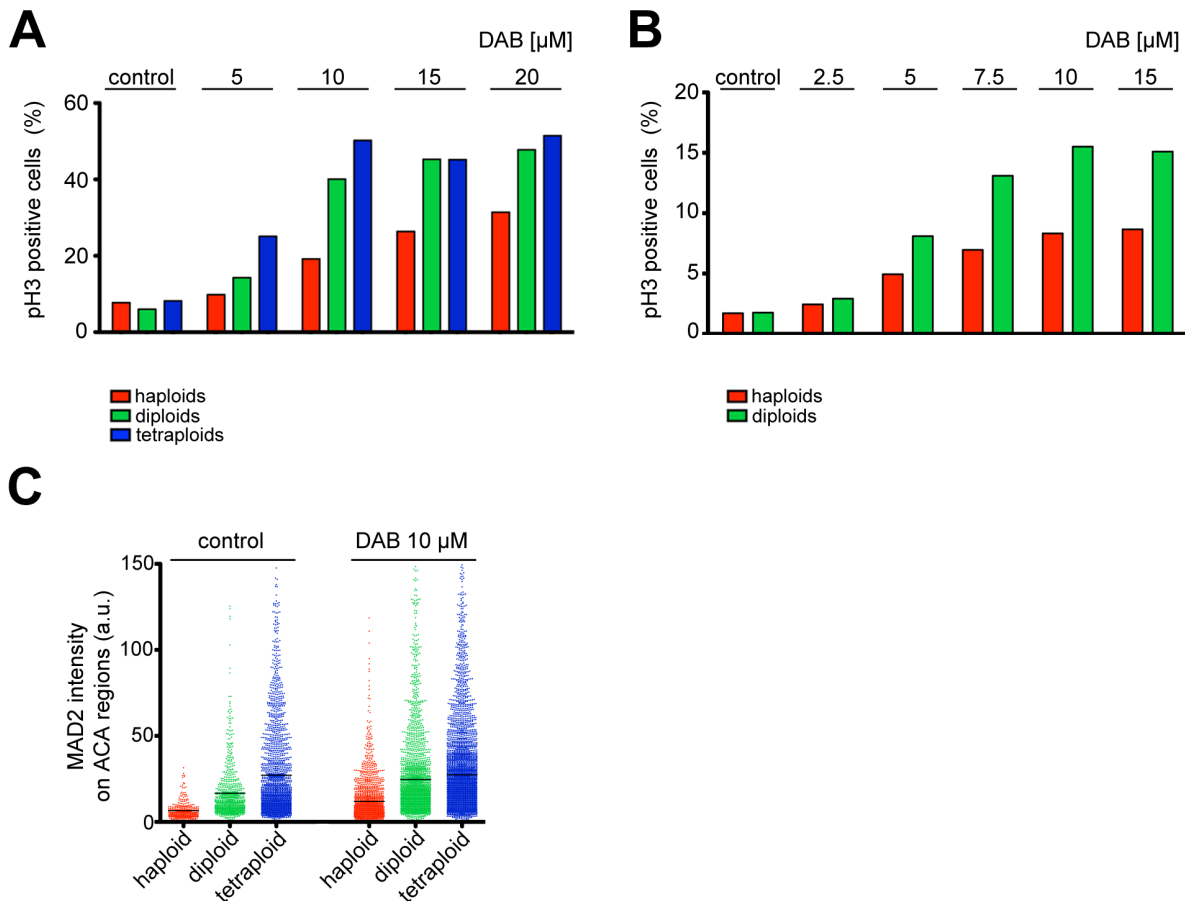 A
DAB [µM]
control 5 10 15 20
pH3 positive cells (%)
60
40
20
0
haploids
diploids
tetraploids
B
DAB [µM]
control 2.5 5 7.5 10 15
pH3 positive cells (%)
20
15
10
5
0
haploids
diploids
C
control DAB 10 µM
MAD2 intensity
on ACA regions (a.u.)
150
100
50
0
haploid diploid tetraploid haploid diploid tetraploid